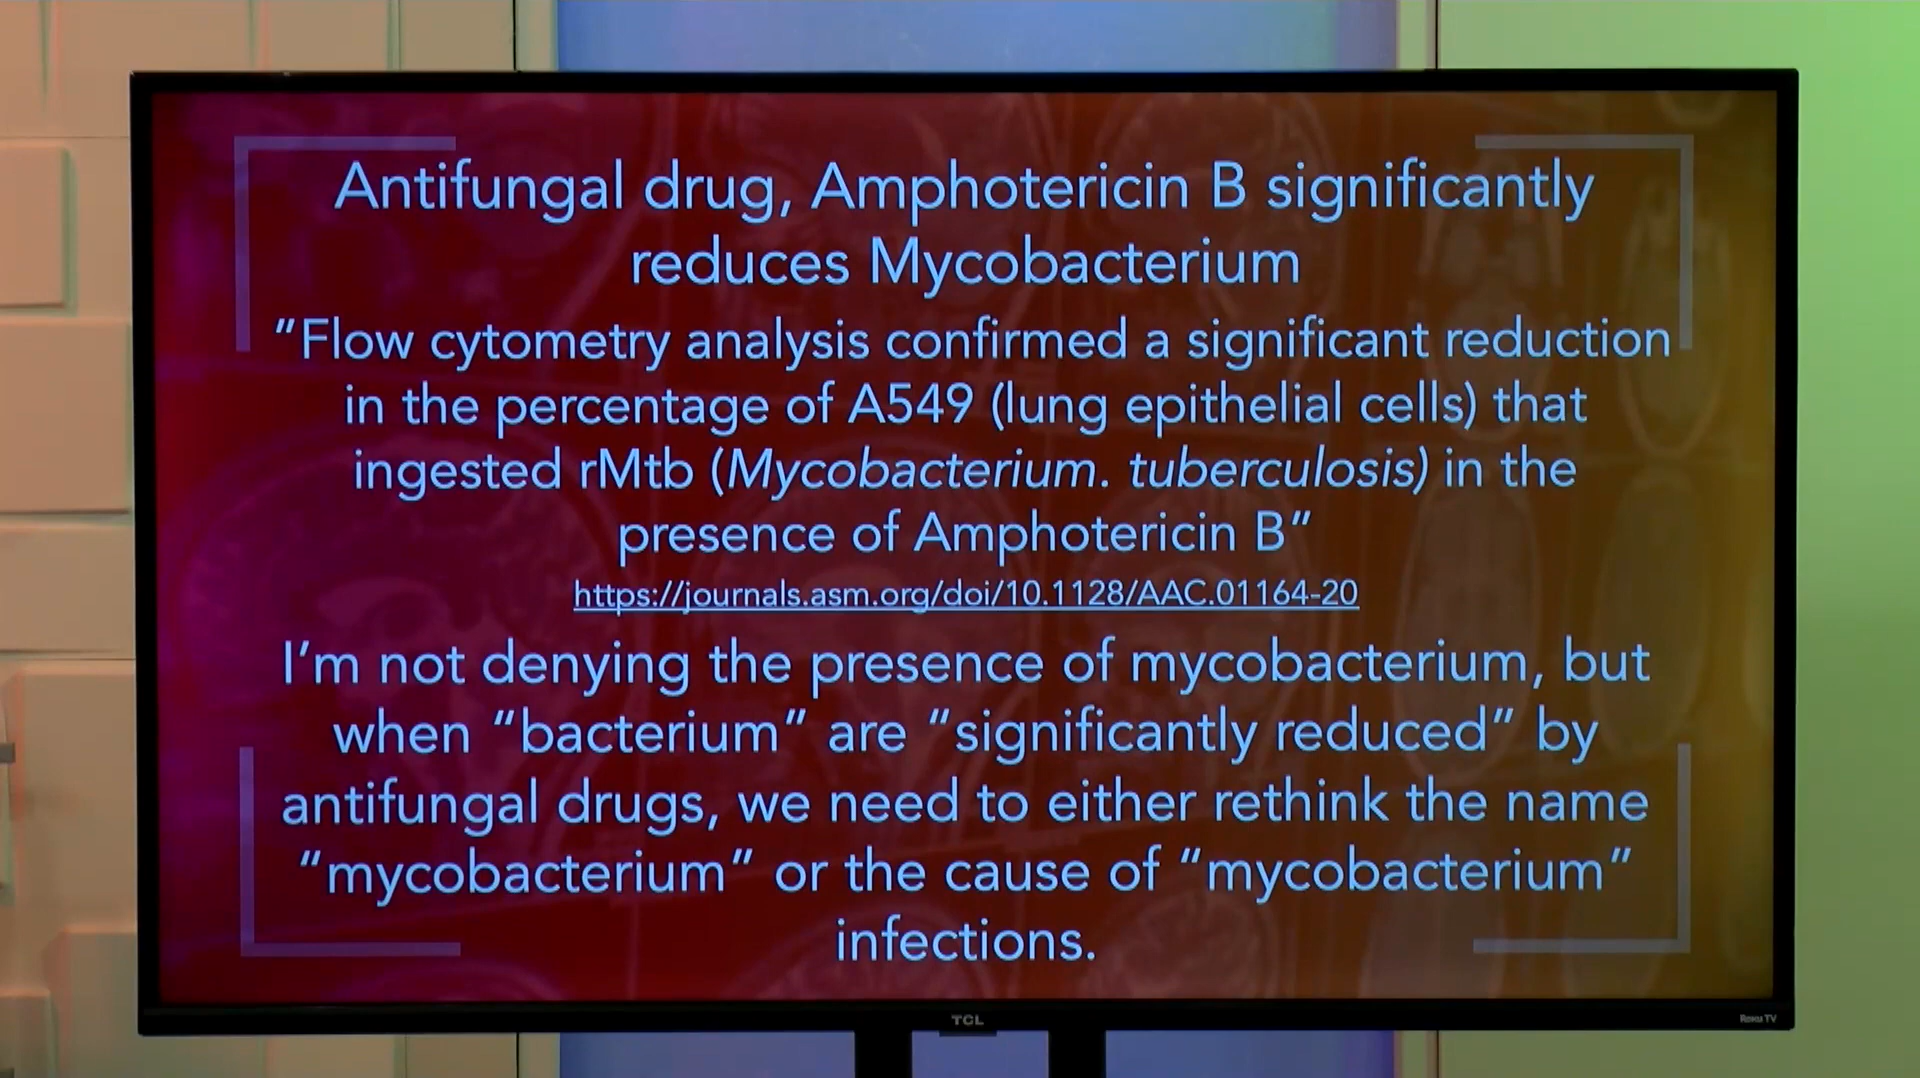 Antifungal drug, Amphotericin B significantly
reduces Mycobacterium
"Flow cytometry analysis confirmed a significant reduction
in the percentage of A549 (lung epithelial cells) that
ingested rMtb (Mycobacterium. tuberculosis) in the
presence of Amphotericin B"
https://journals.asm.org/doi/10.1128/AAC.01164-20
I'm not denying the presence of mycobacterium, but
when "bacterium" are "significantly reduced" by
antifungal drugs, we need to either rethink the name
"mycobacterium" or the cause of "mycobacterium"
infections.
TCL
Roku TV